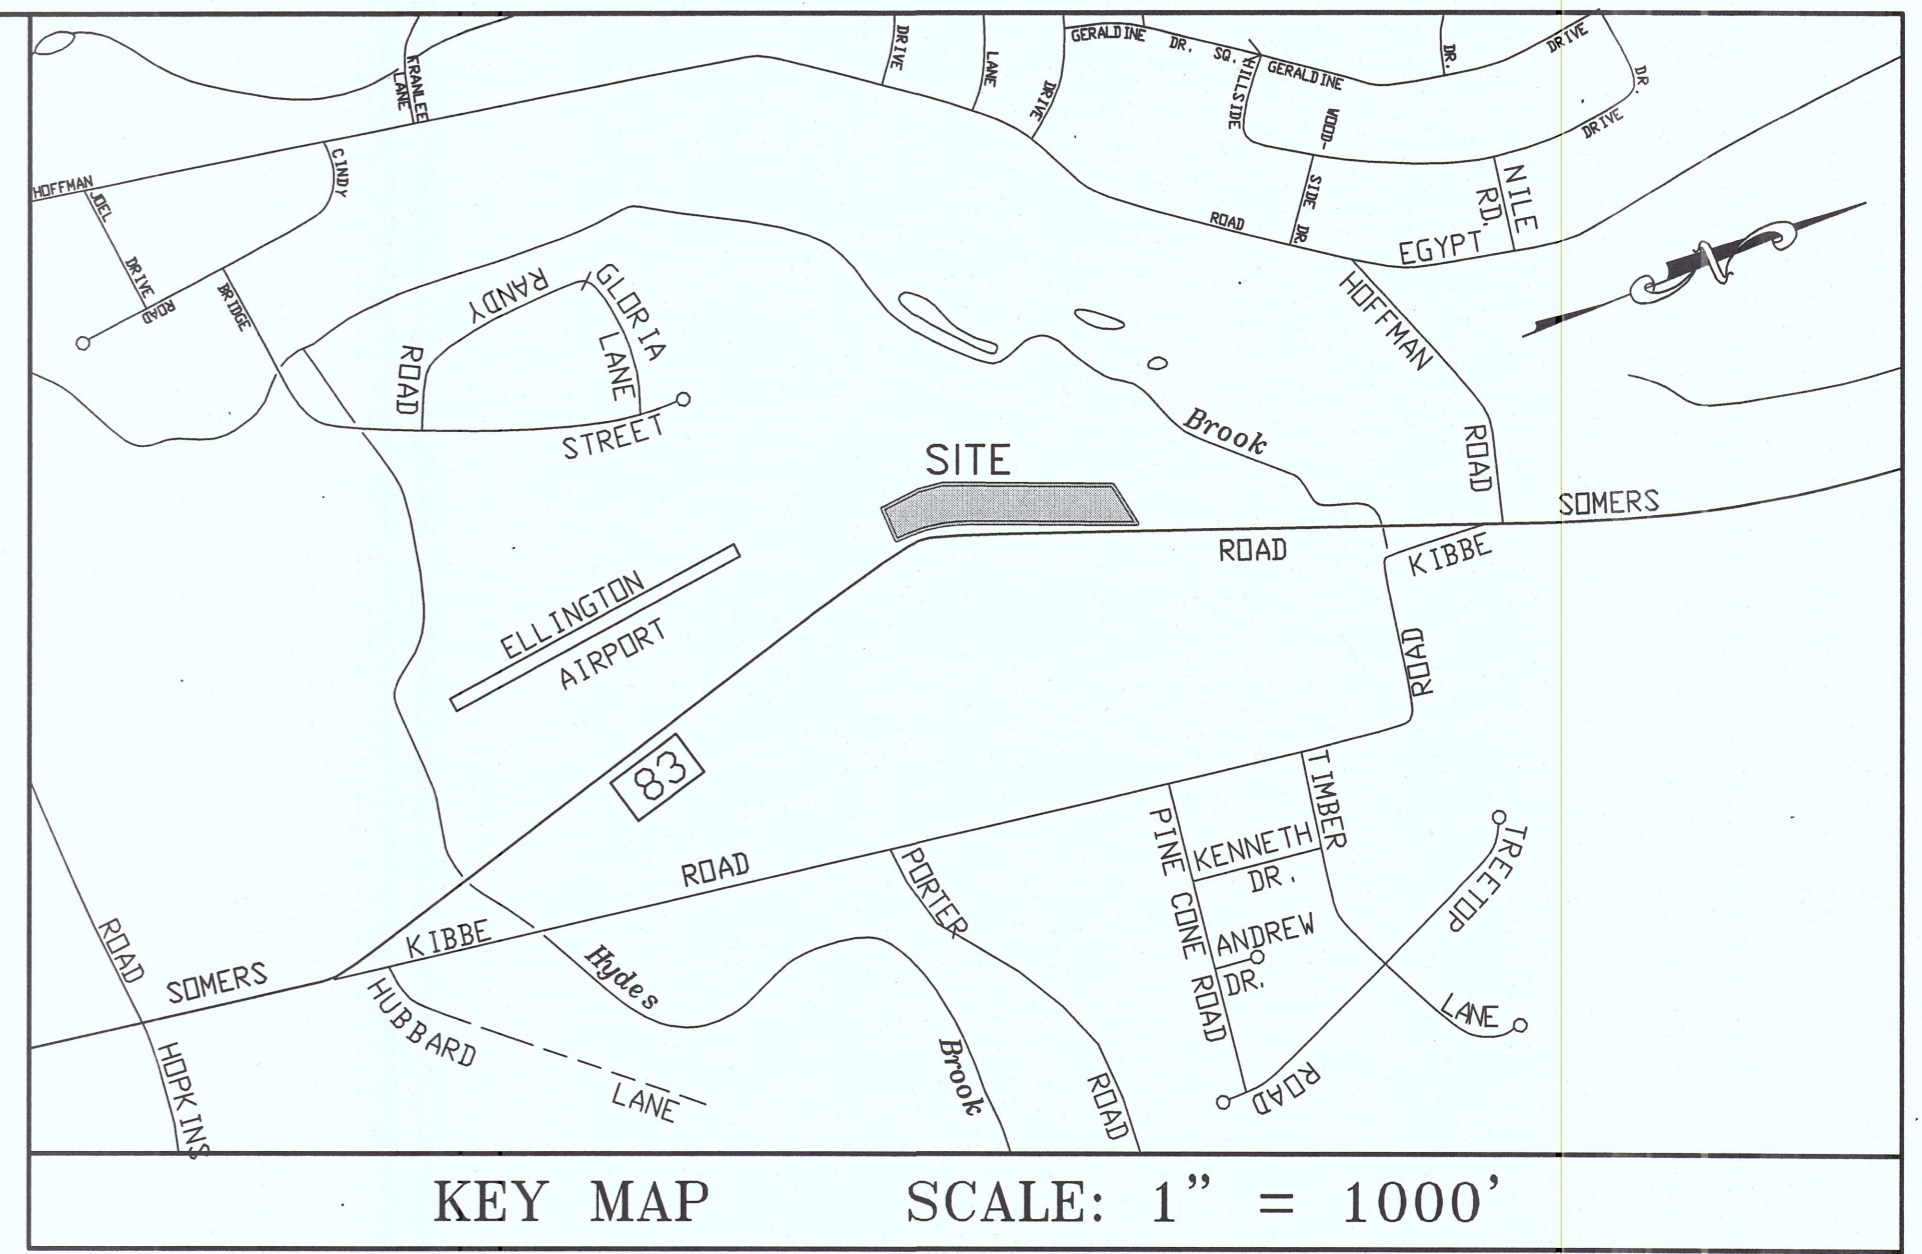 FRANLEE
LANE
DRIVE
LANE
DRIVE
GERALDINE
DR. SQ.
HILLSIDE
GERALDINE
DR.
DRIVE
DR.
DRIVE
WOOD-
SIDE DR.
NILE
RD.
HOFFMAN
CINDY
JOEL
DRIVE
ROAD
BRIDGE
ROAD
EGYPT
N
RANDY
ROAD
GLORIA
LANE
STREET
HOFFMAN
ROAD
Brook
SITE
SOMERS
ROAD
KIBBE
ROAD
ELLINGTON
AIRPORT
83
ROAD
PORTER
ROAD
PINE CONE ROAD
TIMBER
KENNETH
DR.
ANDREW
DR.
TREETOP
ROAD
LANE
ROAD
HOPKINS
SOMERS
KIBBE
HUBBARD
LANE
Hydes
Brook
KEY MAP SCALE: 1" = 1000'